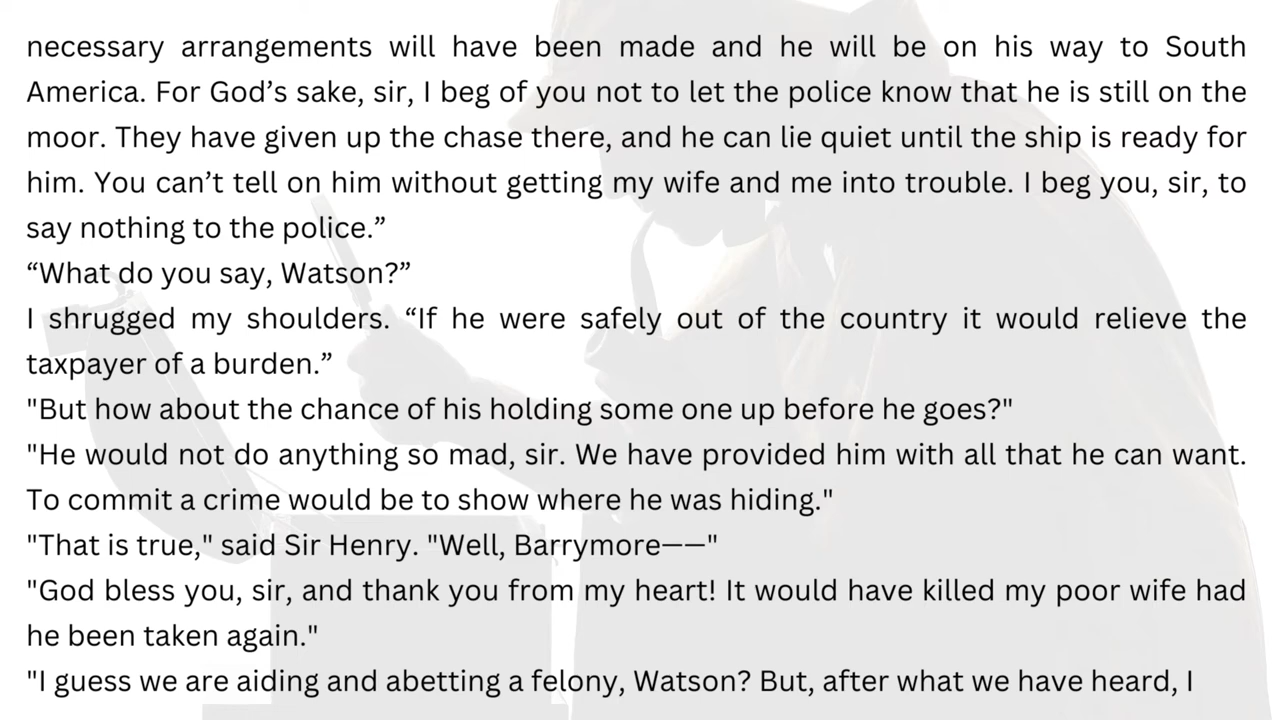 necessary arrangements will have been made and he will be on his way to South
America. For God’s sake, sir, I beg of you not to let the police know that he is still on the
moor. They have given up the chase there, and he can lie quiet until the ship is ready for
him. You can’t tell on him without getting my wife and me into trouble. I beg you, sir, to
say nothing to the police.”
“What do you say, Watson?”
I shrugged my shoulders. “If he were safely out of the country it would relieve the
taxpayer of a burden.”
"But how about the chance of his holding some one up before he goes?"
"He would not do anything so mad, sir. We have provided him with all that he can want.
To commit a crime would be to show where he was hiding."
"That is true," said Sir Henry. "Well, Barrymore——"
"God bless you, sir, and thank you from my heart! It would have killed my poor wife had
he been taken again."
"I guess we are aiding and abetting a felony, Watson? But, after what we have heard, I